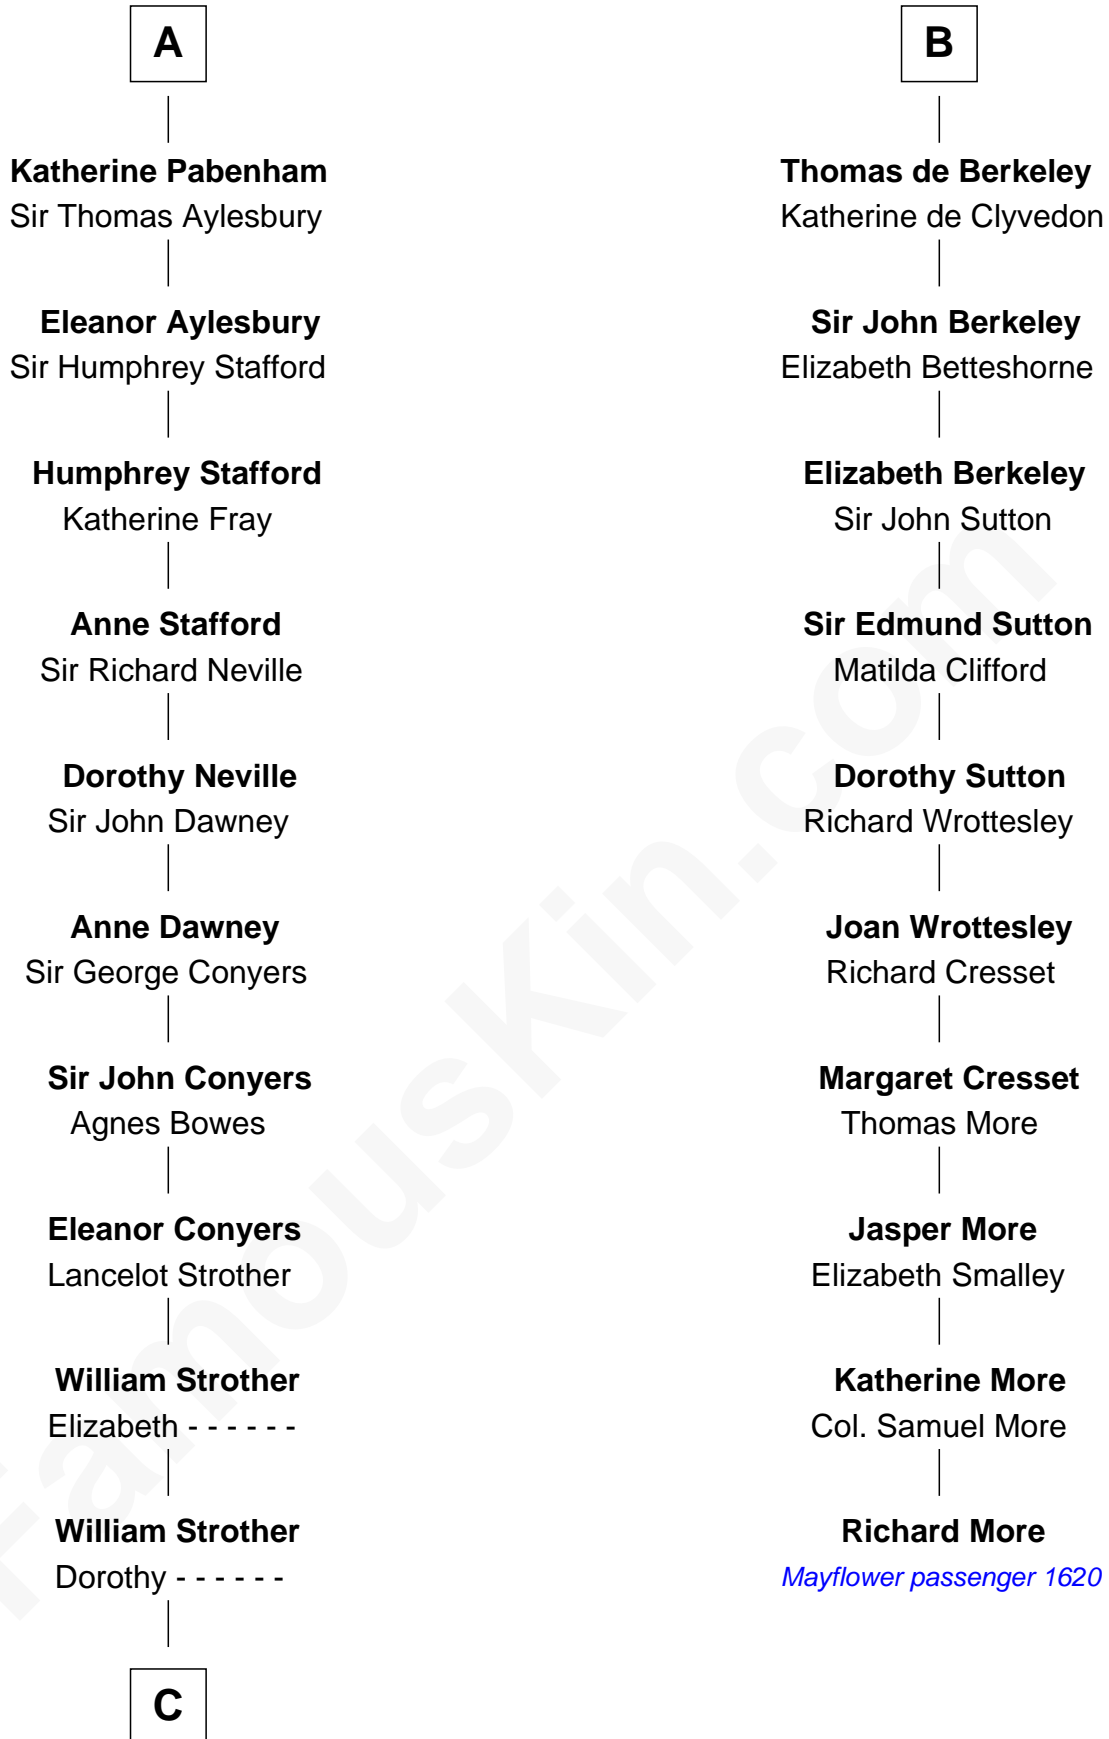 A
Katherine Pabenham
Sir Thomas Aylesbury
Eleanor Aylesbury
Sir Humphrey Stafford
Humphrey Stafford
Katherine Fray
Anne Stafford
Sir Richard Neville
Dorothy Neville
Sir John Dawney
Anne Dawney
Sir George Conyers
Sir John Conyers
Agnes Bowes
Eleanor Conyers
Lancelot Strother
William Strother
Elizabeth - - - - - -
William Strother
Dorothy - - - - - -
C
B
Thomas de Berkeley
Katherine de Clyvedon
Sir John Berkeley
Elizabeth Betteshorne
Elizabeth Berkeley
Sir John Sutton
Sir Edmund Sutton
Matilda Clifford
Dorothy Sutton
Richard Wrottesley
Joan Wrottesley
Richard Cresset
Margaret Cresset
Thomas More
Jasper More
Elizabeth Smalley
Katherine More
Col. Samuel More
Richard More
Mayflower passenger 1620
FamousKin.com